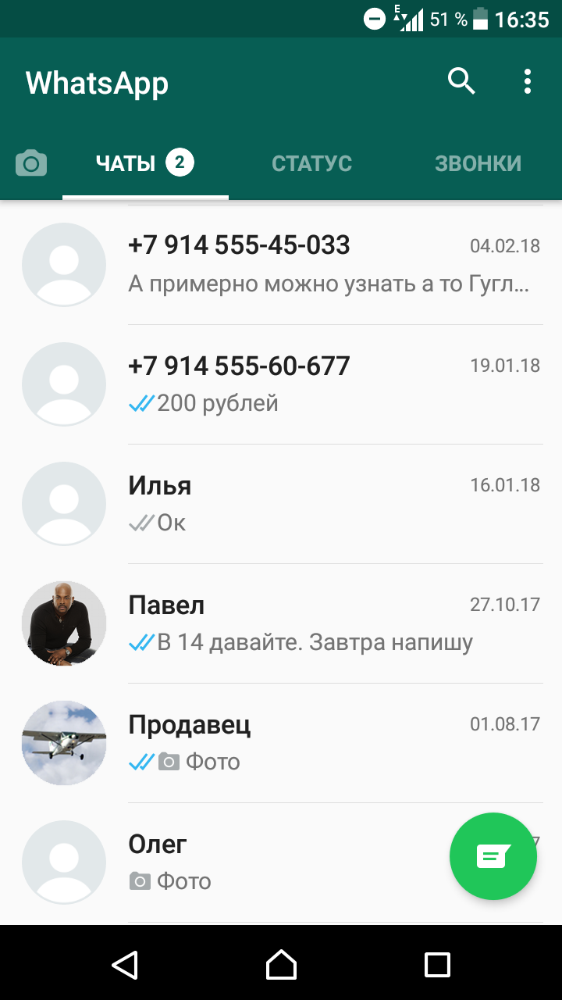 E 51 % 16:35
WhatsApp
ЧАТЫ 2 СТАТУС ЗВОНКИ
+7 914 555-45-033 04.02.18
А примерно можно узнать а то Гугл...
+7 914 555-60-677 19.01.18
200 рублей
Илья 16.01.18
Ок
Павел 27.10.17
В 14 давайте. Завтра напишу
Продавец 01.08.17
Фото
Олег
Фото